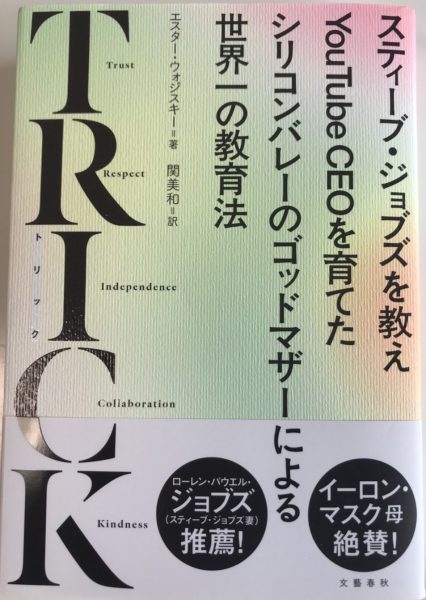 スティーブ・ジョブズを教え
YouTube CEOを育てた
シリコンバレーのゴッドマザーによる
世界一の教育法
エスター・ウォジスキー=著
関美和=訳
TRICK
トリック
Trust
Respect
Independence
Collaboration
Kindness
イーロン・
マスク母
絶賛!
ローレン・パウエル・
ジョブズ
(スティーブ・ジョブズ妻)
推薦!
文藝春秋